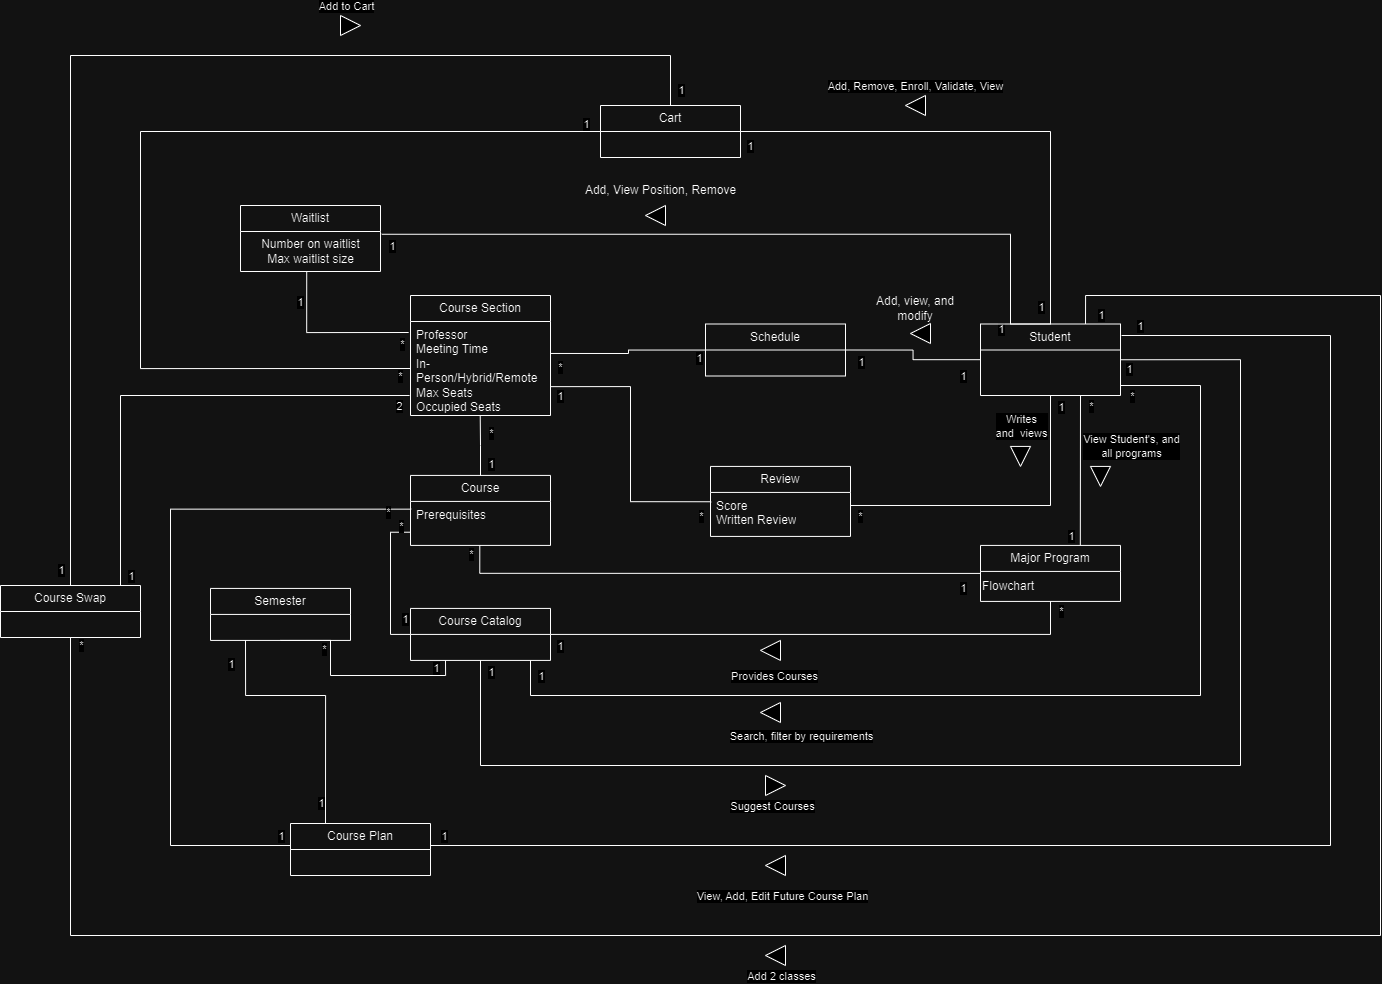 Add to Cart
1
Add, Remove, Enroll, Validate, View
Cart
1
1
Add, View Position, Remove
Waitlist
Number on waitlist
Max waitlist size
1
1
Course Section
Professor
Meeting Time
In-
Person/Hybrid/Remote
Max Seats
Occupied Seats
*
*
2
*
1
Add, view, and
modify
Schedule
1
1
1
1
1
1
Student
1
1
1
*
*
Writes
and views
View Student's, and
all programs
*
1
Course
Prerequisites
*
*
*
Review
Score
Written Review
*
*
1
Major Program
Flowchart
1
*
1
1
Course Swap
*
Semester
1
*
Course Catalog
1
1
1
1
1
Provides Courses
Search, filter by requirements
Suggest Courses
1
1
Course Plan
1
View, Add, Edit Future Course Plan
Add 2 classes